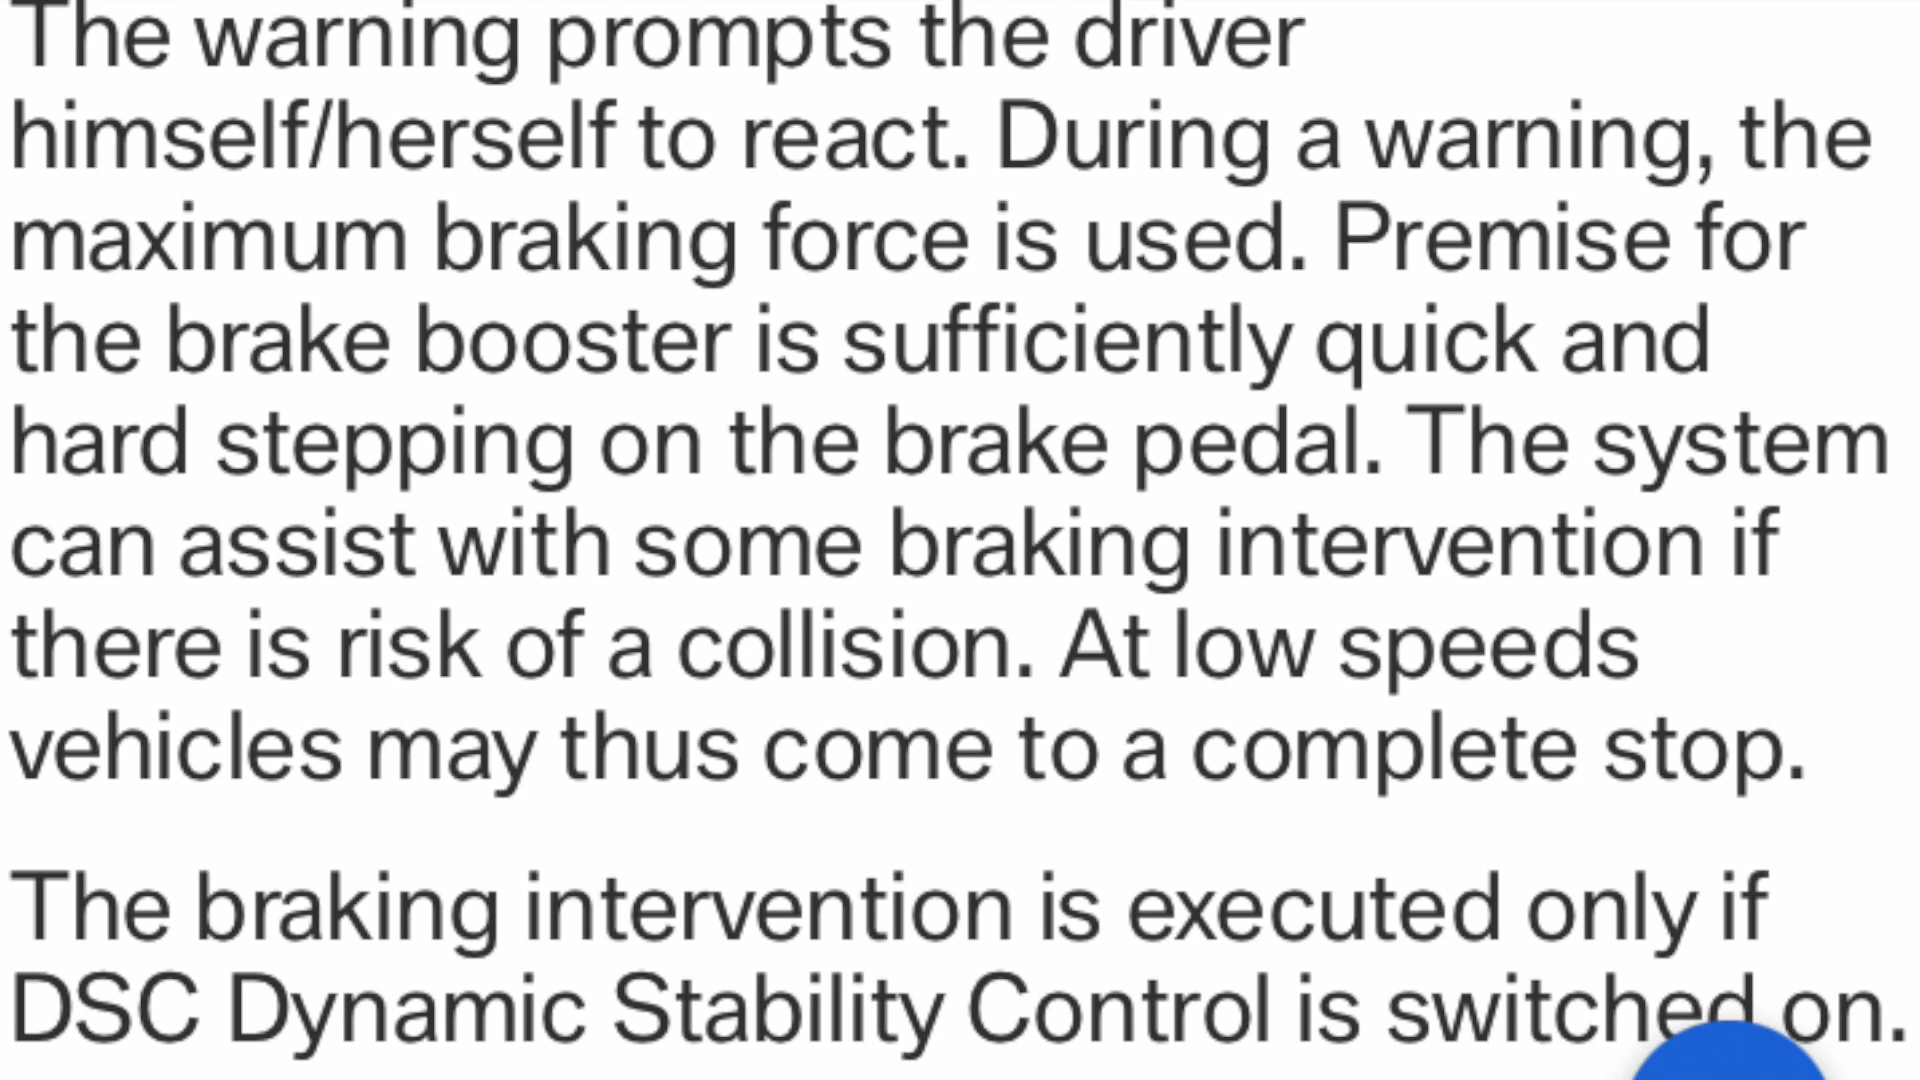 The warning prompts the driver
himself/herself to react. During a warning, the
maximum braking force is used. Premise for
the brake booster is sufficiently quick and
hard stepping on the brake pedal. The system
can assist with some braking intervention if
there is risk of a collision. At low speeds
vehicles may thus come to a complete stop.
The braking intervention is executed only if
DSC Dynamic Stability Control is switched on.